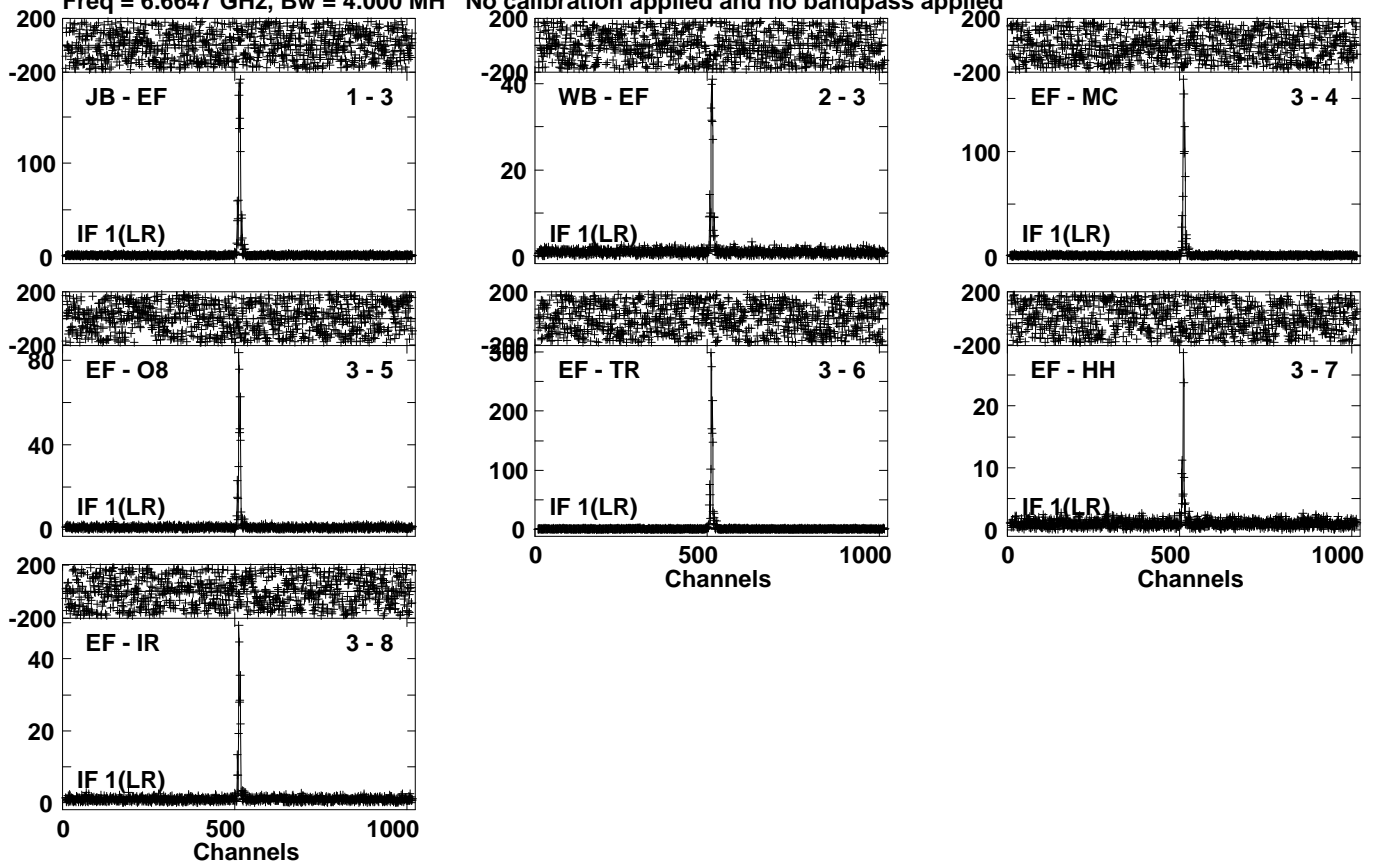 Freq = 6.6647 GHz, Bw = 4.000 MH No calibration applied and no bandpass applied
200
-200
JB - EF 1 - 3
100
0
IF 1(LR)
200
-200
40
WB - EF 2 - 3
20
0
IF 1(LR)
200
-200
EF - MC 3 - 4
100
0
IF 1(LR)
200
-200
80
EF - O8 3 - 5
40
0
IF 1(LR)
200
-200
300
EF - TR 3 - 6
200
100
0
IF 1(LR)
0 500 1000
Channels
200
-200
EF - HH 3 - 7
20
10
0
IF 1(LR)
0 500 1000
Channels
200
-200
EF - IR 3 - 8
40
20
0
IF 1(LR)
0 500 1000
Channels